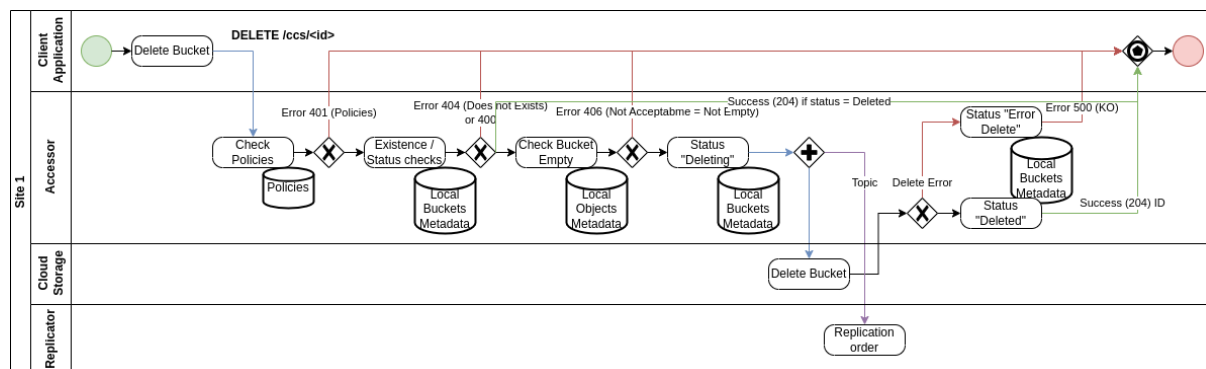 Site 1
Client
Application
Delete Bucket
DELETE /ccs/<id>
Accessor
Error 401 (Policies)
Error 404 (Does not Exists)
or 400
Error 406 (Not Acceptabme = Not Empty)
Success (204) if status = Deleted
Check
Policies
Policies
Existence /
Status checks
Local
Buckets
Metadata
Check Bucket
Empty
Local
Objects
Metadata
Status
"Deleting"
Local
Buckets
Metadata
Topic
Delete Error
Status "Error
Delete"
Error 500 (KO)
Local
Buckets
Metadata
Status
"Deleted"
Success (204) ID
Cloud
Storage
Delete Bucket
Replicator
Replication
order